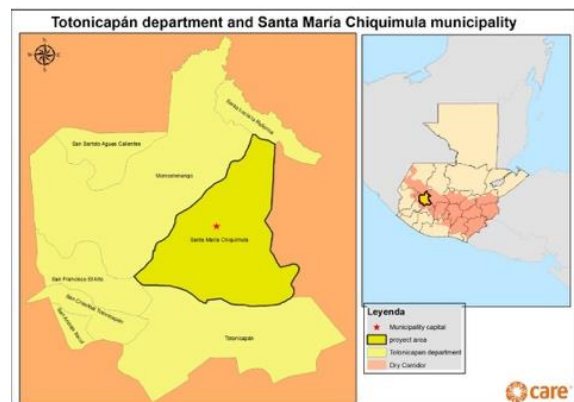 Totonicapán department and Santa María Chiquimula municipality
Santa Lucía la Reforma
San Bartolo Aguas Calientes
Momostenango
Santa María Chiquimula
San Francisco El Alto
San Cristóbal Totonicapán
San Andrés Xecul
Totonicapán
Leyenda
Municipality capital
proyect area
Totonicapan department
Dry Corridor
care